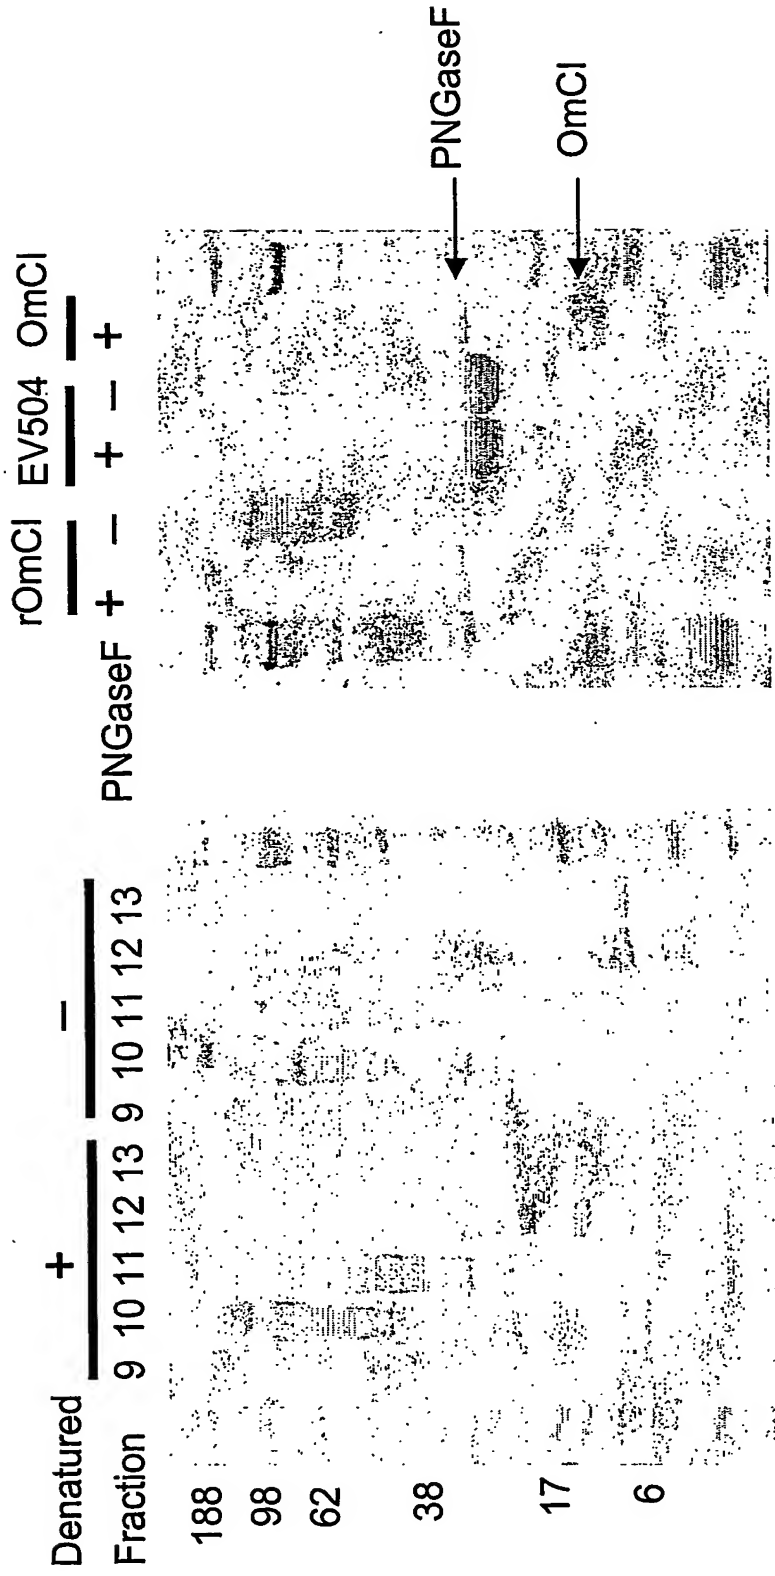 Denatured + −
Fraction 9 10 11 12 13 9 10 11 12 13
188
98
62
38
17
6
rOmCI EV504 OmCI
PNGaseF + − + − +
PNGaseF
OmCI